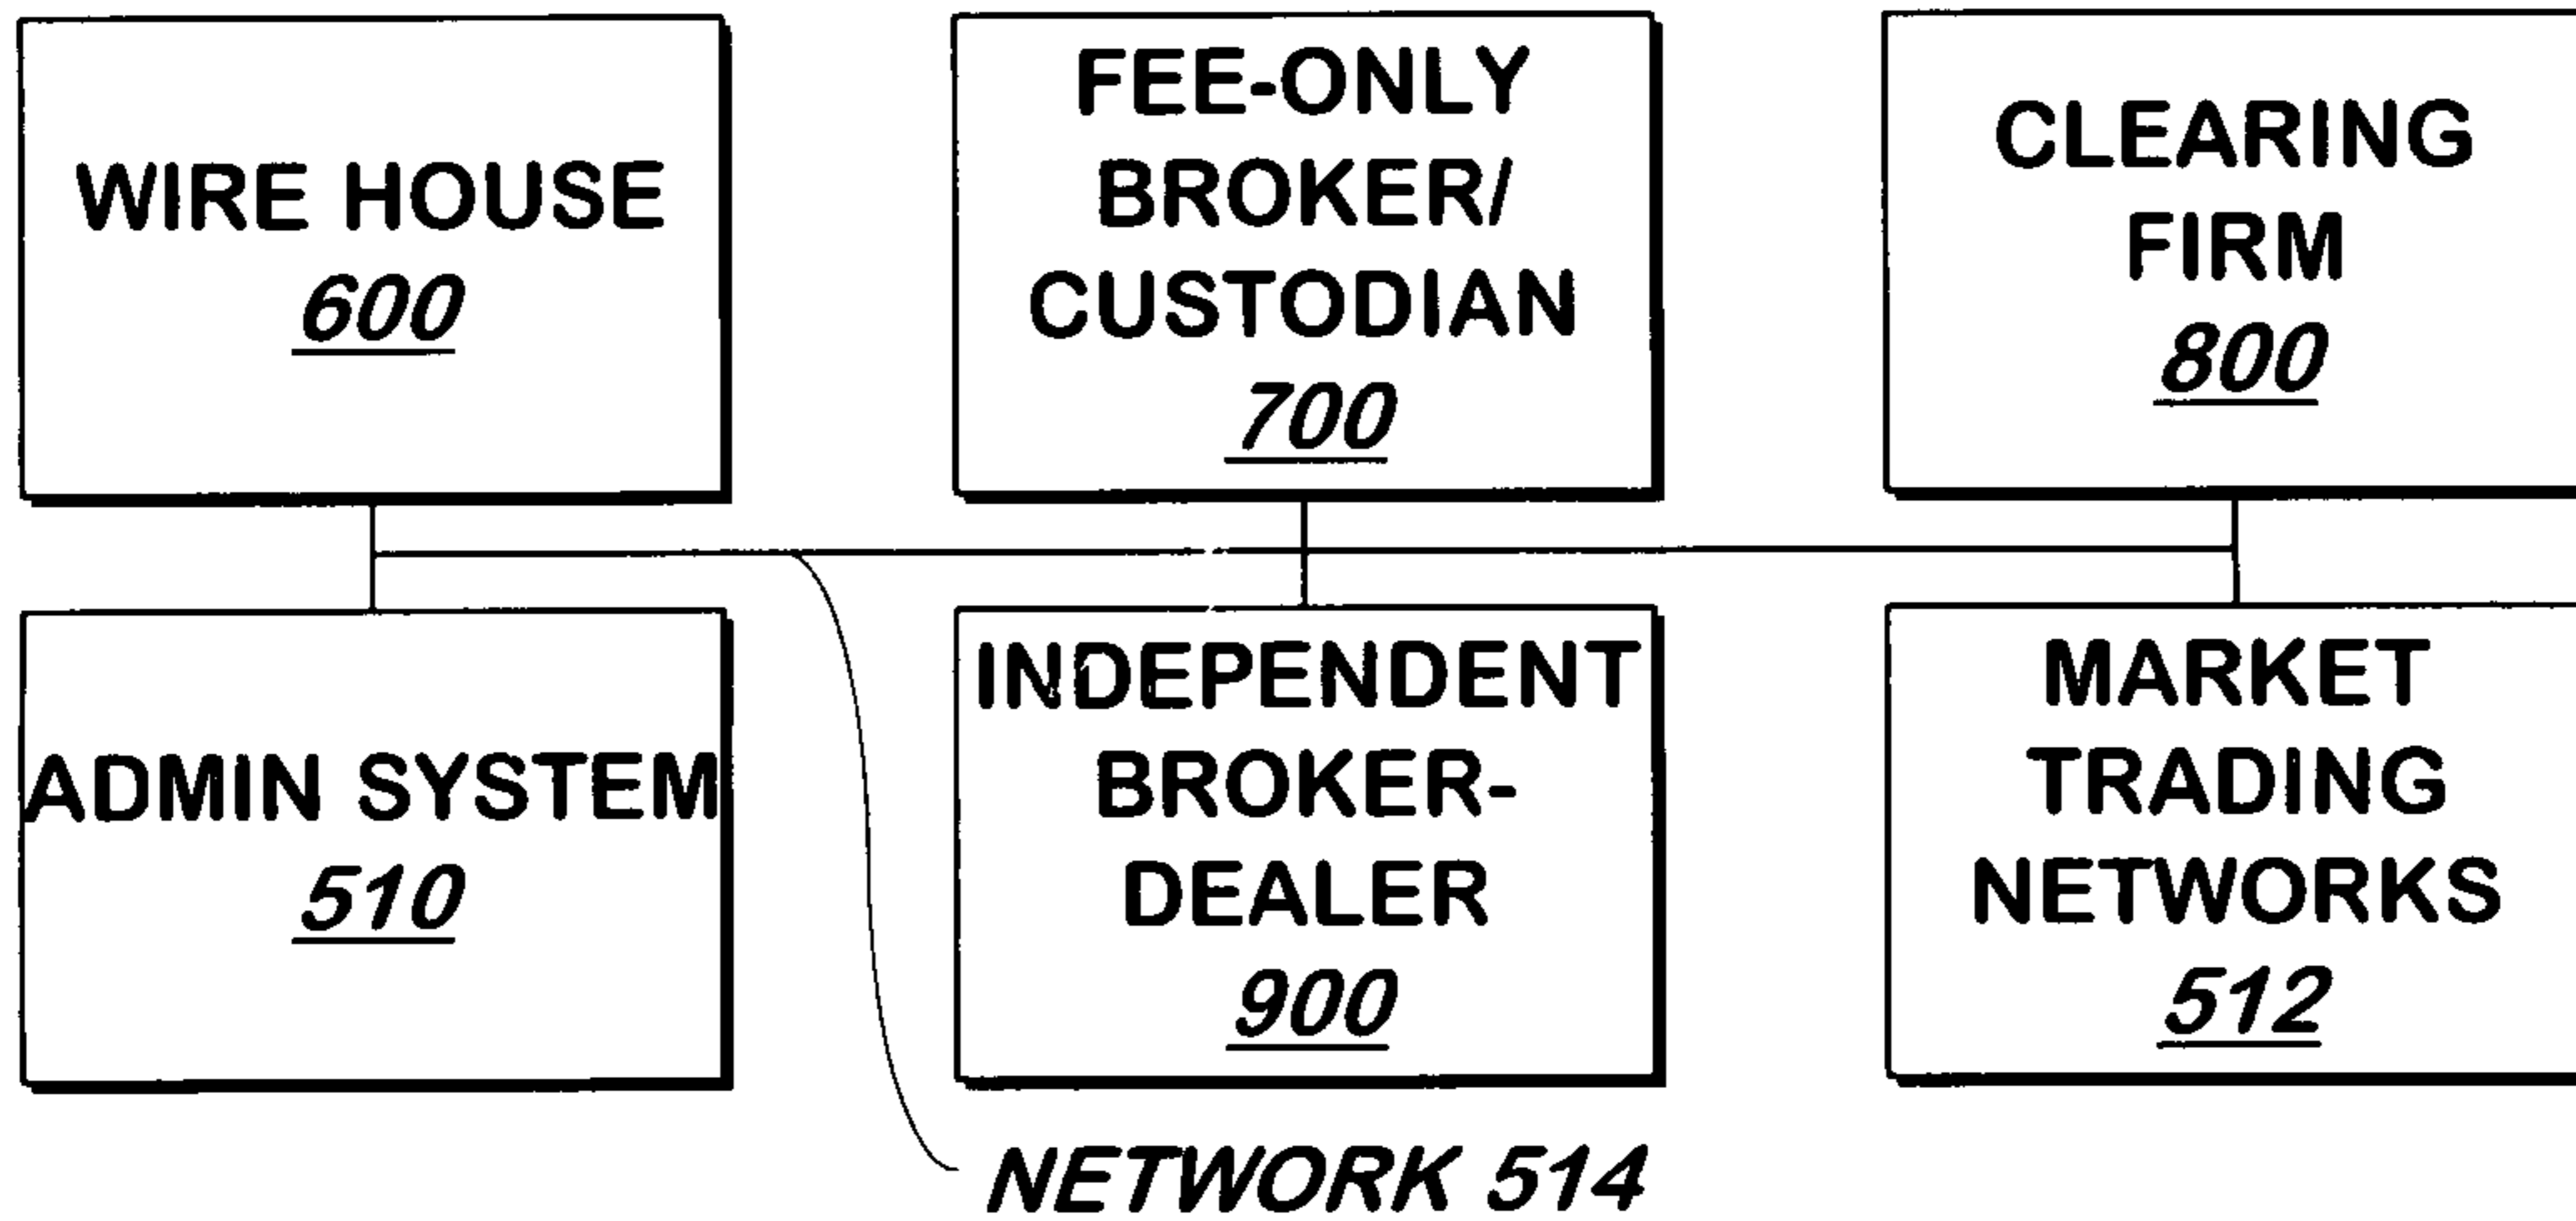 WIRE HOUSE
600
FEE-ONLY
BROKER/
CUSTODIAN
700
CLEARING
FIRM
800
ADMIN SYSTEM
510
INDEPENDENT
BROKER-
DEALER
900
MARKET
TRADING
NETWORKS
512
NETWORK 514